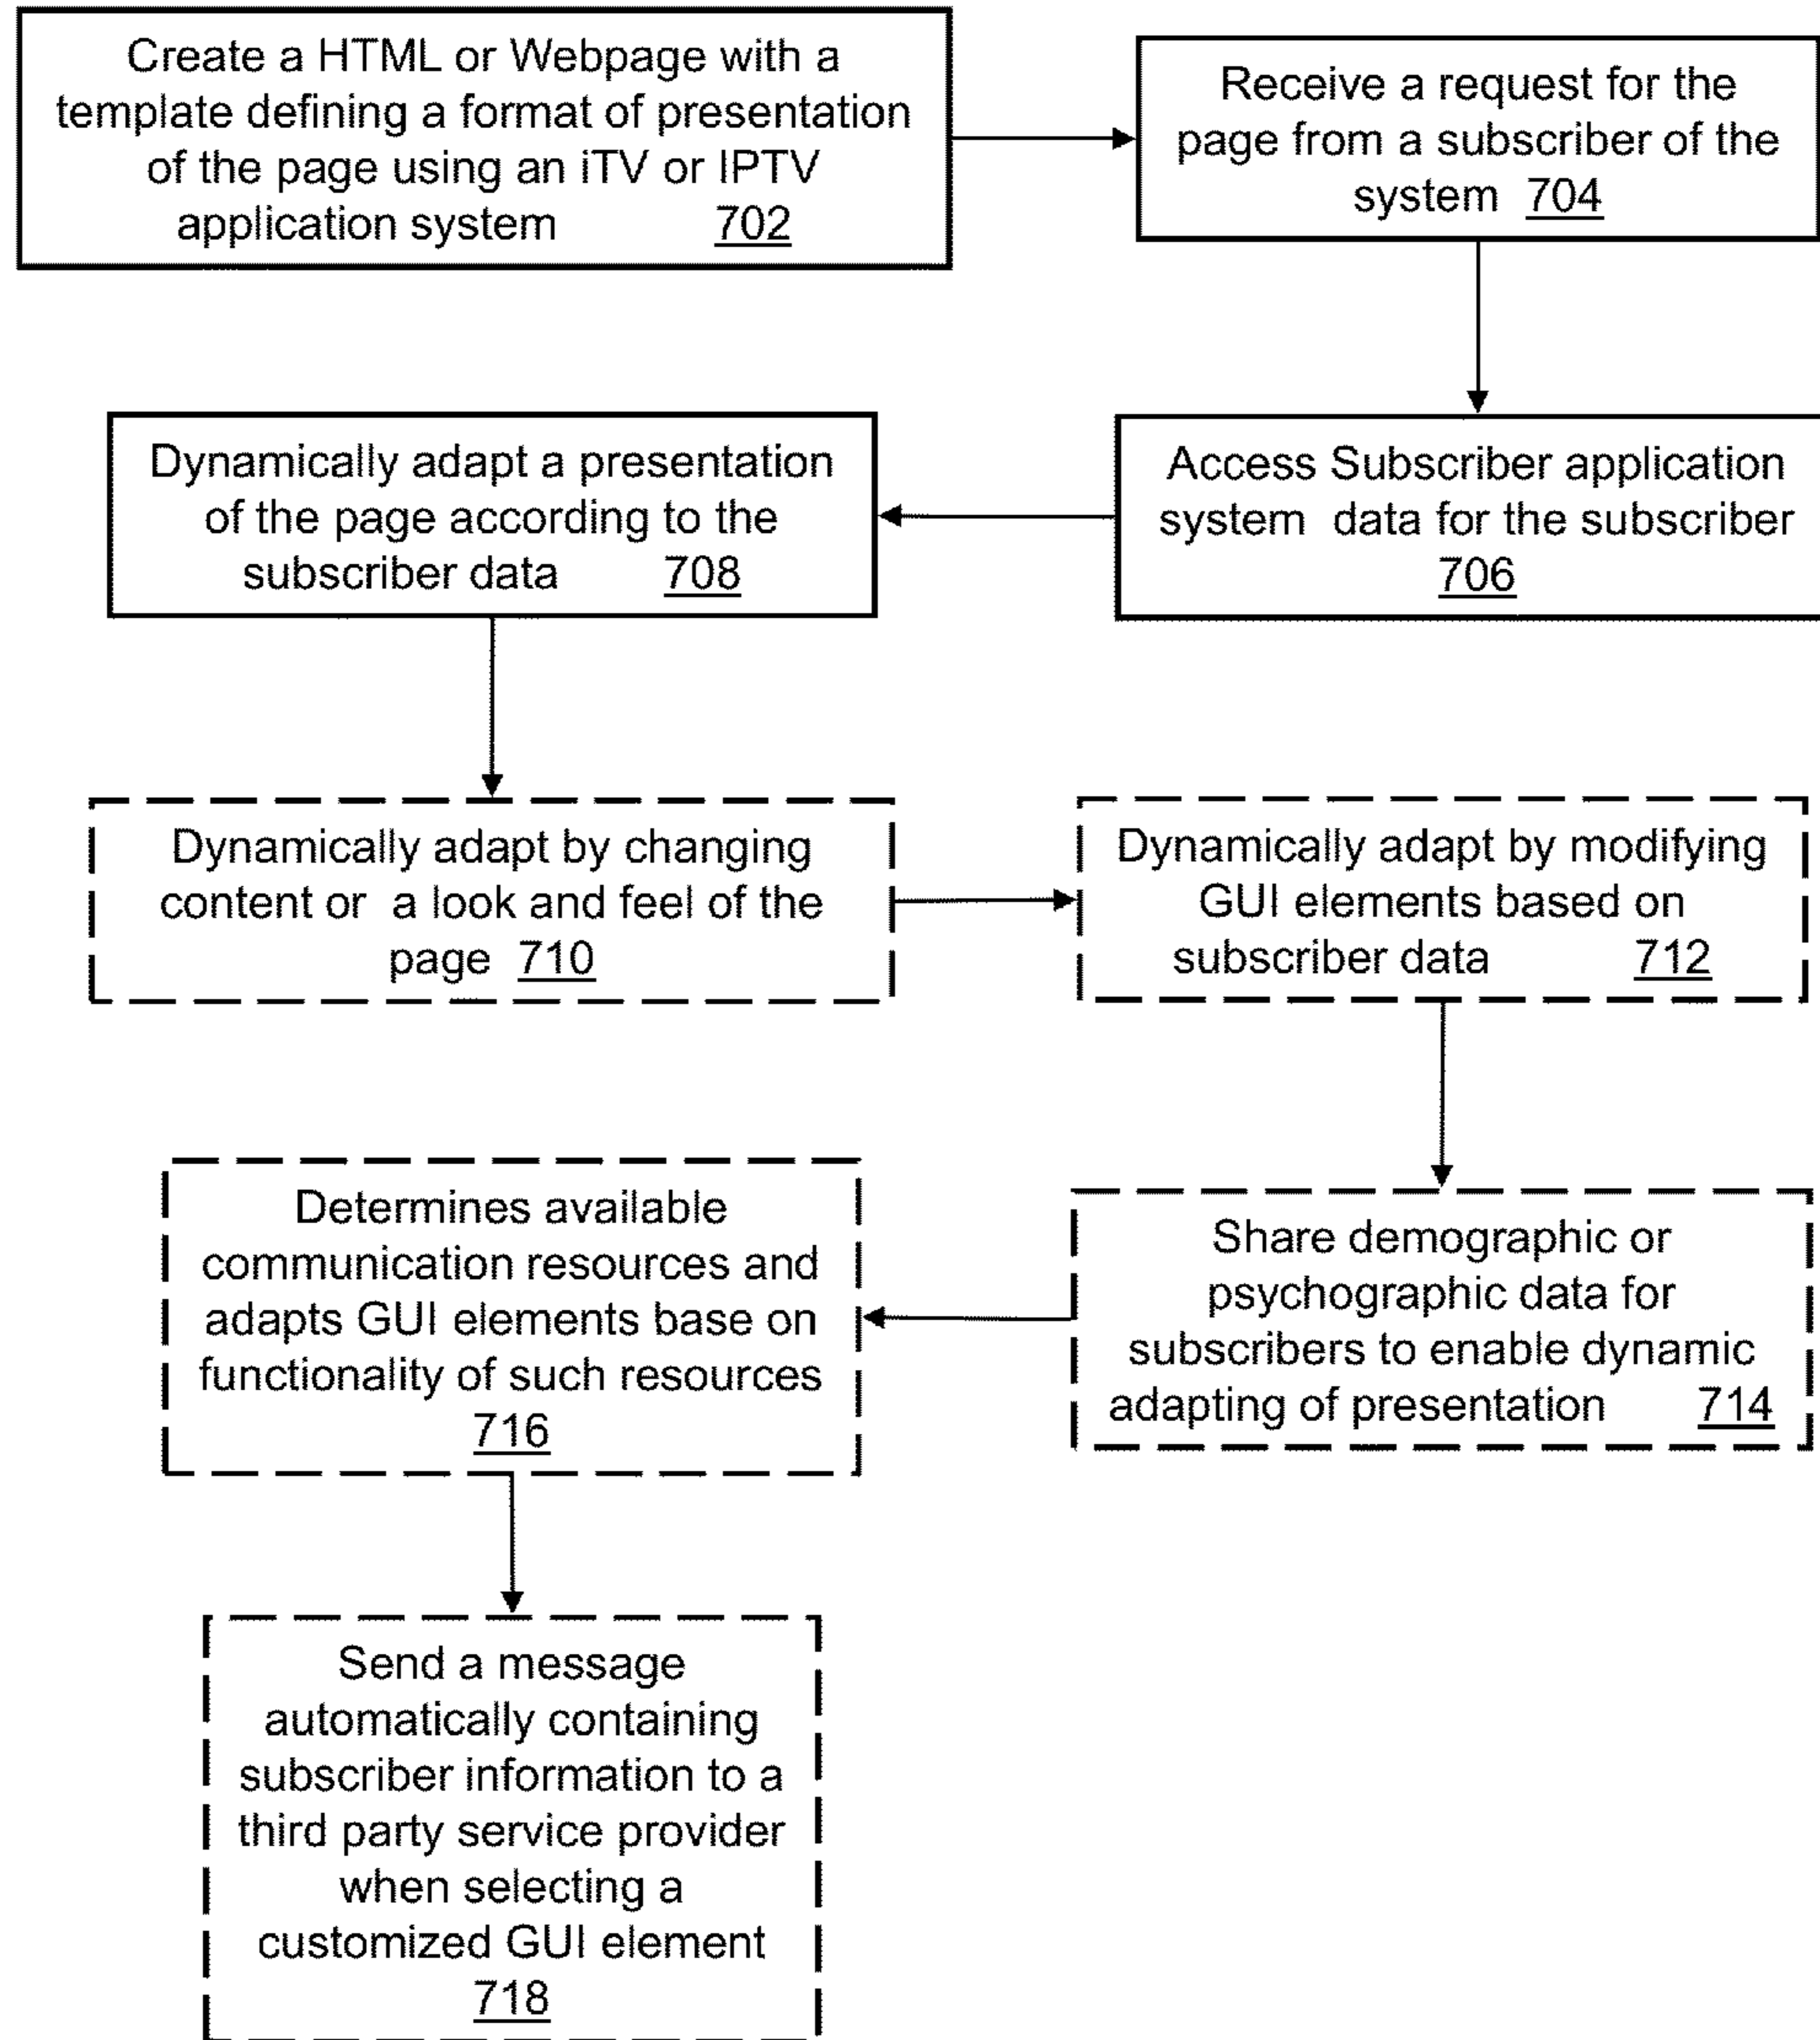 Create a HTML or Webpage with a
template defining a format of presentation
of the page using an iTV or IPTV
application system 702
Receive a request for the
page from a subscriber of the
system 704
Access Subscriber application
system data for the subscriber
706
Dynamically adapt a presentation
of the page according to the
subscriber data 708
Dynamically adapt by changing
content or a look and feel of the
page 710
Dynamically adapt by modifying
GUI elements based on
subscriber data 712
Share demographic or
psychographic data for
subscribers to enable dynamic
adapting of presentation 714
Determines available
communication resources and
adapts GUI elements base on
functionality of such resources
716
Send a message
automatically containing
subscriber information to a
third party service provider
when selecting a
customized GUI element
718